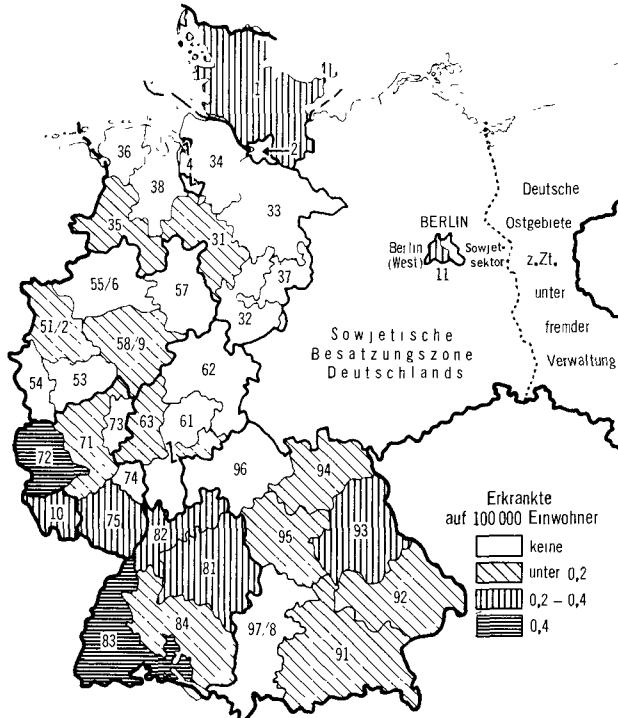 1
1
2
36
4
34
38
33
35
31
Deutsche
Ostgebiete
z.Zt.
unter
fremder
Verwaltung
BERLIN
Berlin
(West)
Sowjet-
sektor
11
55/6
57
37
32
51/2
58/9
Sowjetische
Besatzungszone
Deutschlands
54
53
62
73
63
61
71
72
74
96
94
10
75
82
81
95
93
83
84
97/8
92
91
Erkrankte
auf 100 000 Einwohner
keine
unter 0,2
0,2 – 0,4
0,4